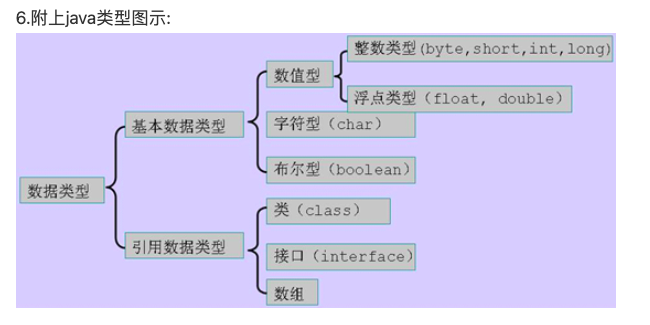 6.附上java类型图示:
整数类型(byte,short,int,long)
数值型
浮点类型（float, double）
基本数据类型
字符型（char）
布尔型（boolean）
数据类型
类（class）
引用数据类型
接口（interface）
数组